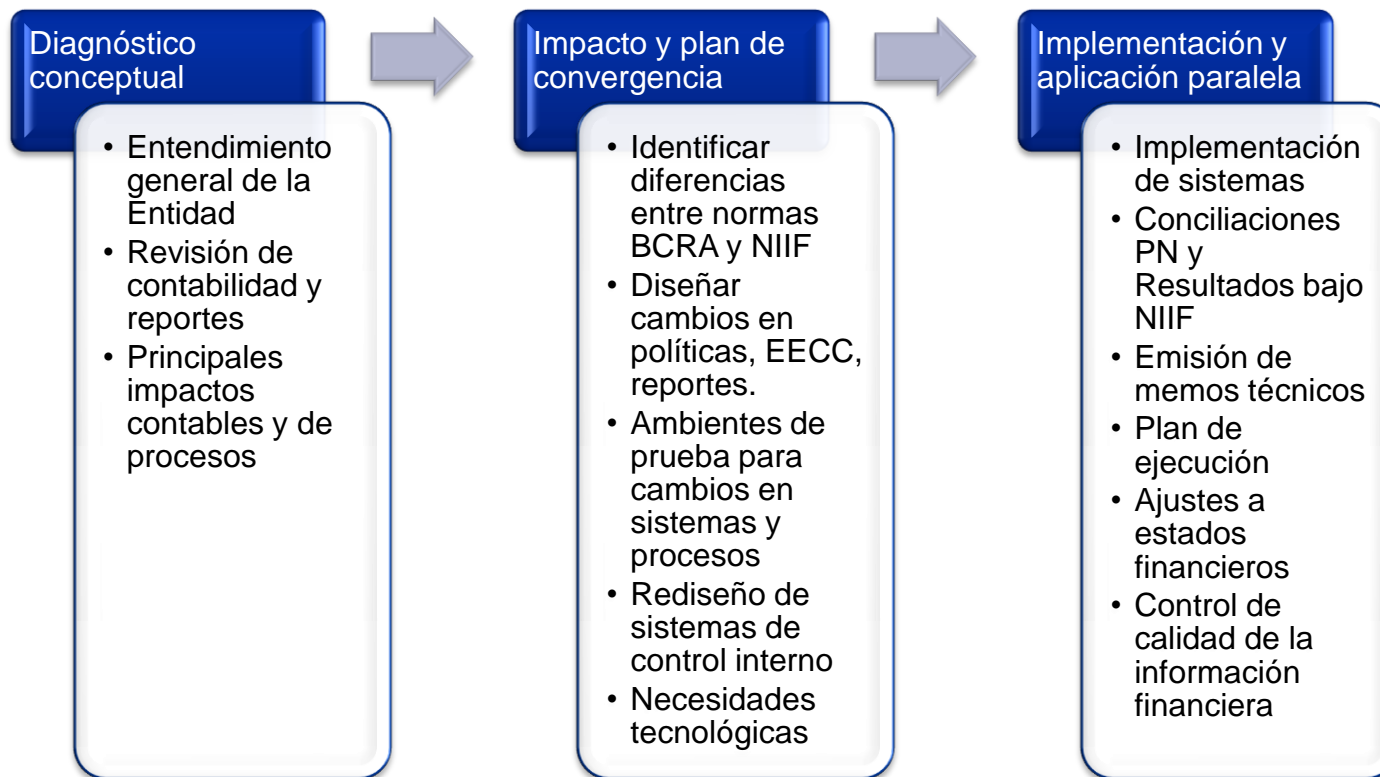 Diagnóstico
conceptual
• Entendimiento
general de la
Entidad
• Revisión de
contabilidad y
reportes
• Principales
impactos
contables y de
procesos
Impacto y plan de
convergencia
• Identificar
diferencias
entre normas
BCRA y NIIF
• Diseñar
cambios en
políticas, EECC,
reportes.
• Ambientes de
prueba para
cambios en
sistemas y
procesos
• Rediseño de
sistemas de
control interno
• Necesidades
tecnológicas
Implementación y
aplicación paralela
• Implementación
de sistemas
• Conciliaciones
PN y
Resultados bajo
NIIF
• Emisión de
memos técnicos
• Plan de
ejecución
• Ajustes a
estados
financieros
• Control de
calidad de la
información
financiera